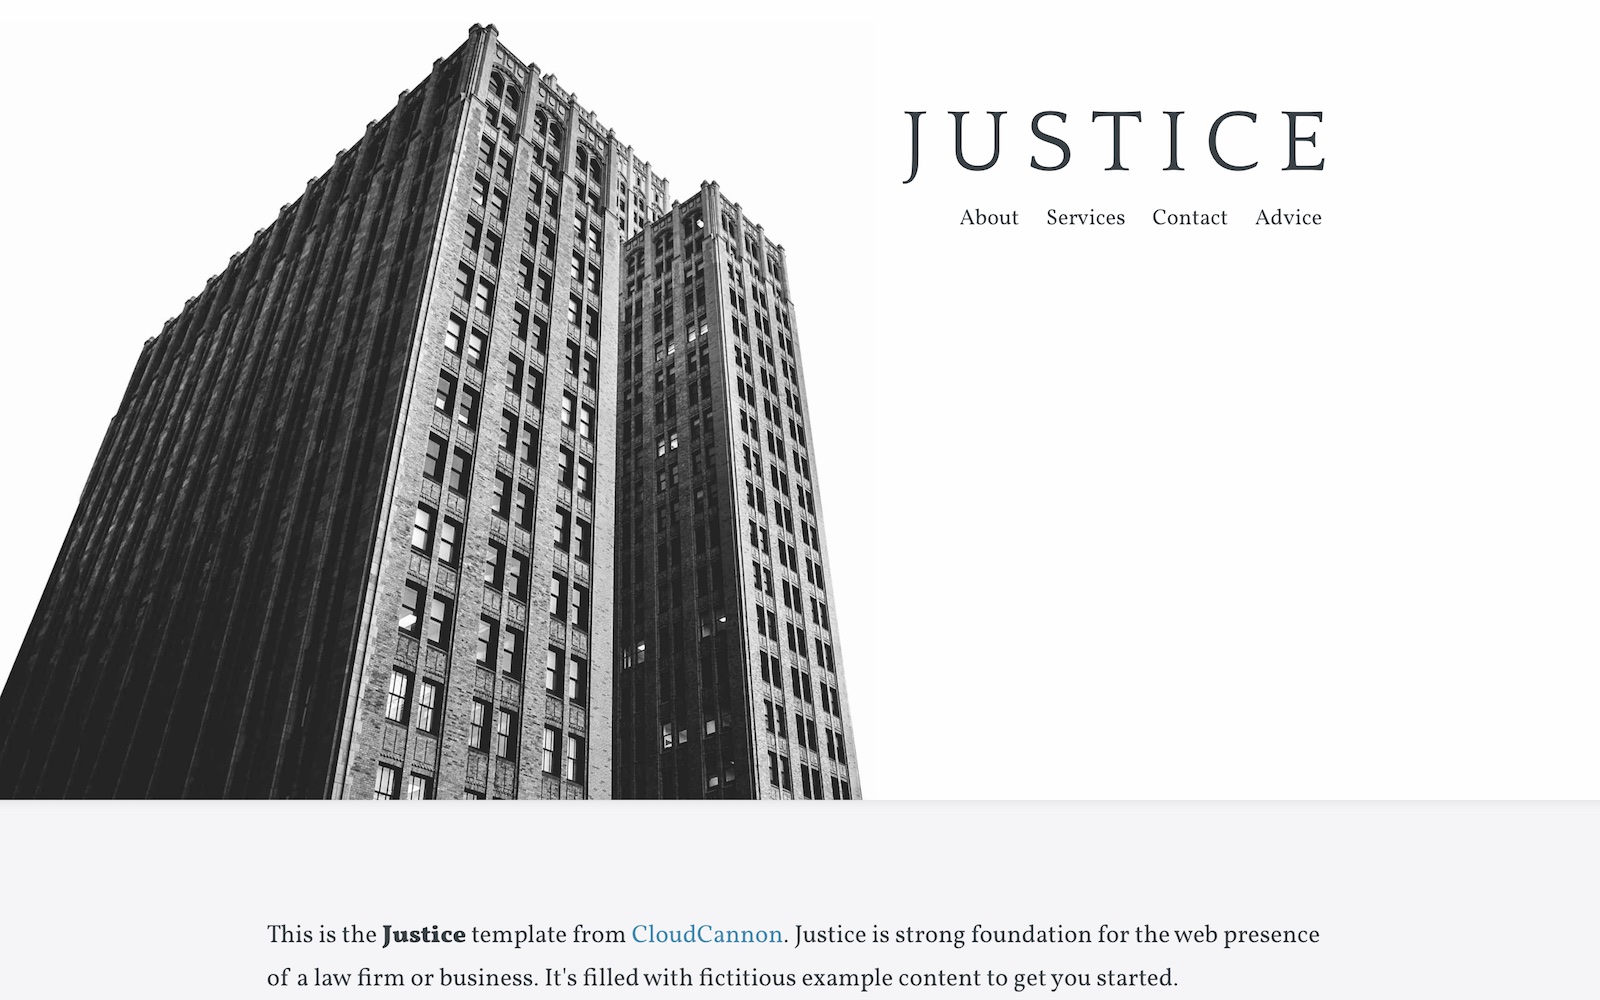 JUSTICE
About Services Contact Advice
This is the Justice template from CloudCannon. Justice is strong foundation for the web presence
of a law firm or business. It's filled with fictitious example content to get you started.